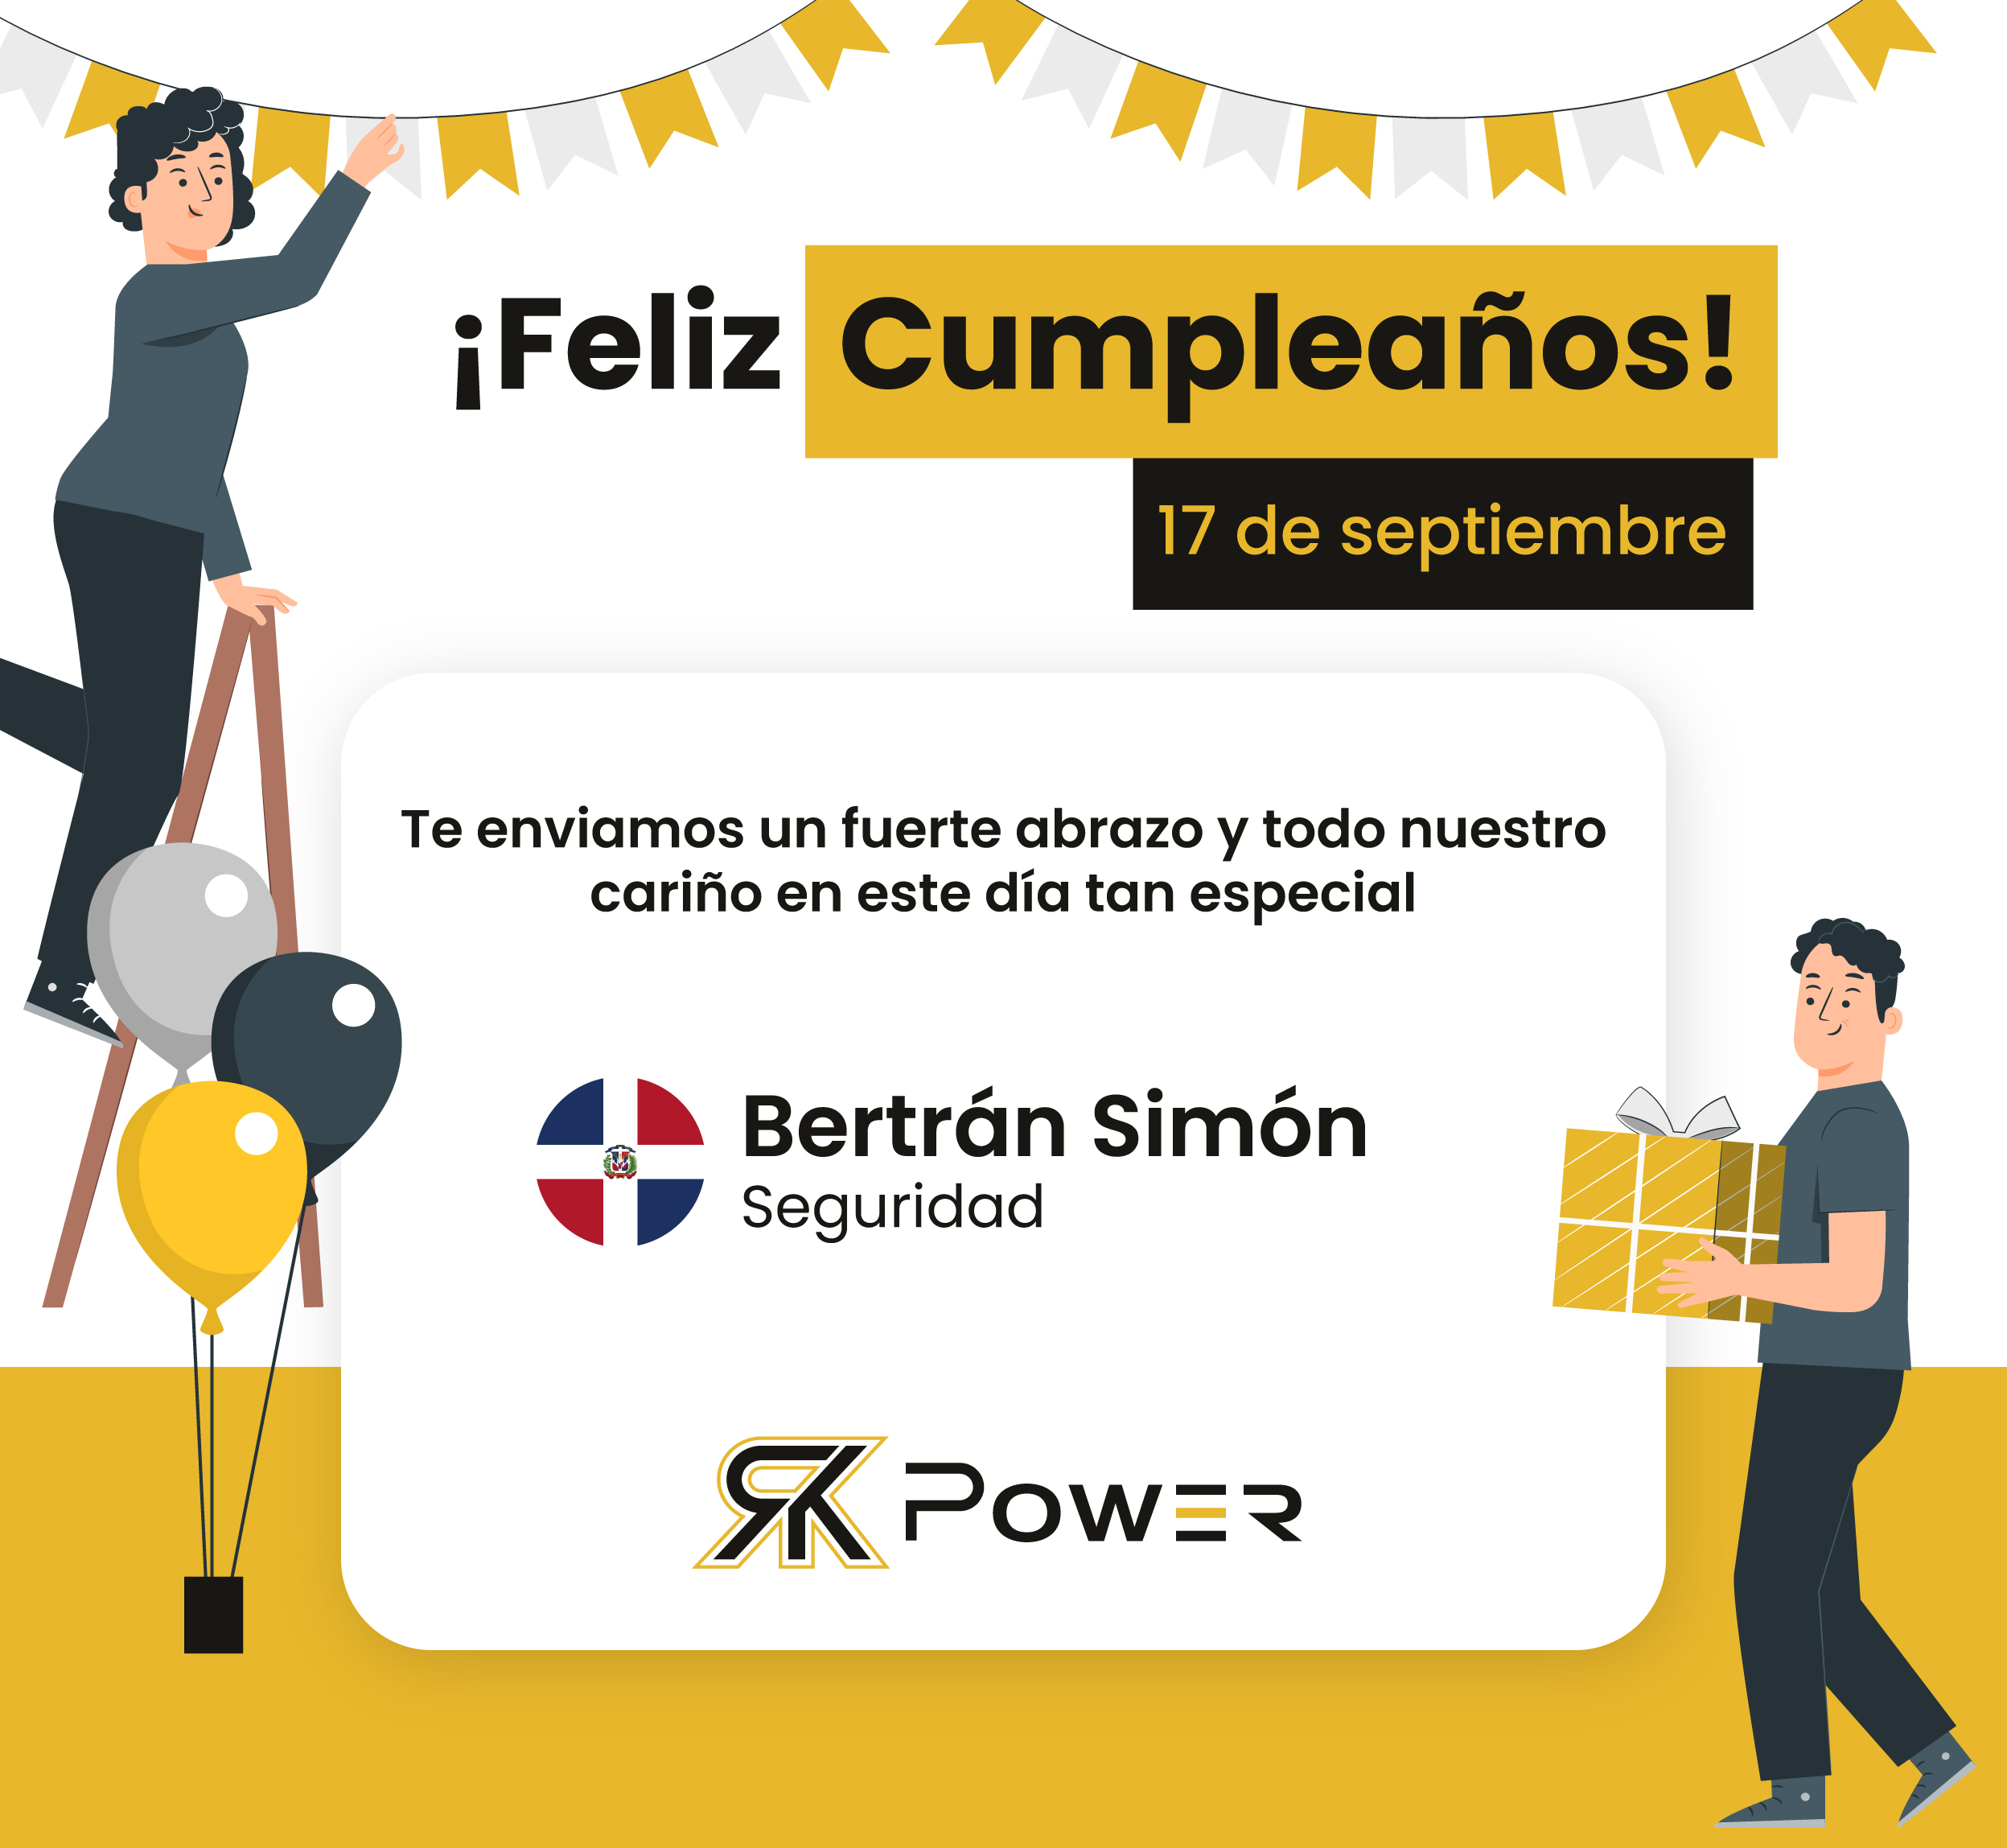 ¡Feliz Cumpleaños!
17 de septiembre
Te enviamos un fuerte abrazo y todo nuestro
cariño en este día tan especial
Bertrán Simón
Seguridad
RK Power